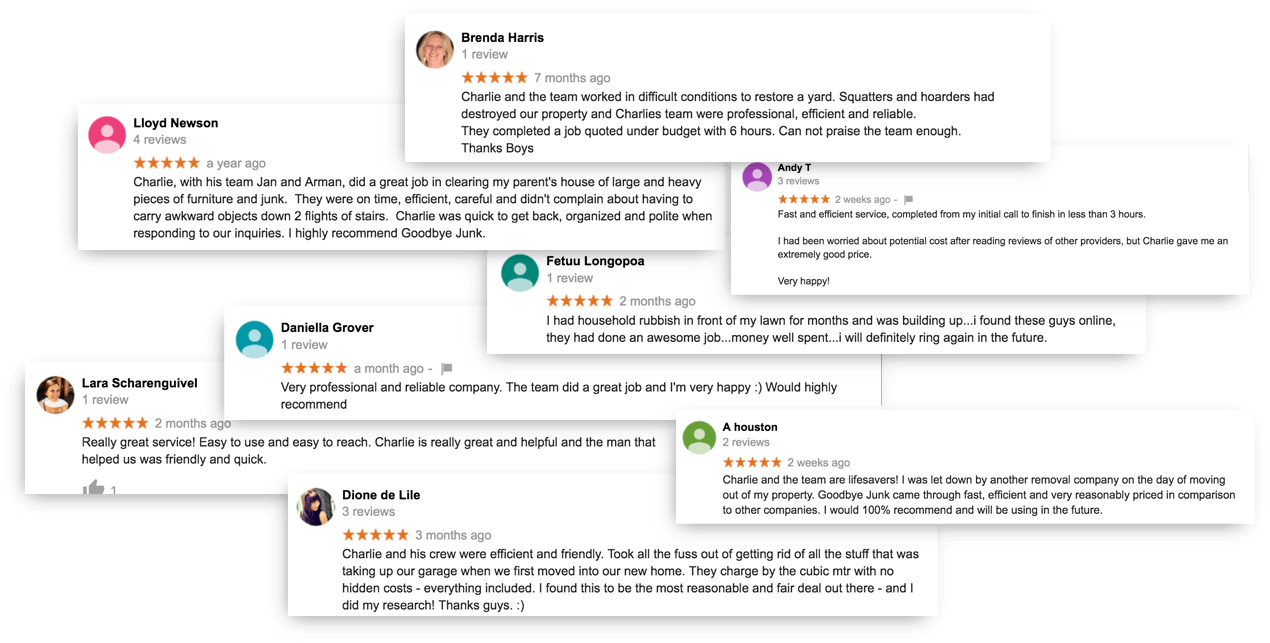 Brenda Harris
1 review
7 months ago
Charlie and the team worked in difficult conditions to restore a yard. Squatters and hoarders had
destroyed our property and Charlies team were professional, efficient and reliable.
They completed a job quoted under budget with 6 hours. Can not praise the team enough.
Thanks Boys
Lloyd Newson
4 reviews
a year ago
Charlie, with his team Jan and Arman, did a great job in clearing my parent's house of large and heavy
pieces of furniture and junk.  They were on time, efficient, careful and didn't complain about having to
carry awkward objects down 2 flights of stairs.  Charlie was quick to get back, organized and polite when
responding to our inquiries. I highly recommend Goodbye Junk.
Andy T
3 reviews
2 weeks ago -
Fast and efficient service, completed from my initial call to finish in less than 3 hours.
I had been worried about potential cost after reading reviews of other providers, but Charlie gave me an
extremely good price.
Very happy!
Fetuu Longopoa
1 review
2 months ago
I had household rubbish in front of my lawn for months and was building up...i found these guys online,
they had done an awesome job...money well spent...i will definitely ring again in the future.
Daniella Grover
1 review
a month ago -
Very professional and reliable company. The team did a great job and I'm very happy :) Would highly
recommend
Lara Scharenguivel
1 review
2 months ago
Really great service! Easy to use and easy to reach. Charlie is really great and helpful and the man that
helped us was friendly and quick.
1
A houston
2 reviews
2 weeks ago
Charlie and the team are lifesavers! I was let down by another removal company on the day of moving
out of my property. Goodbye Junk came through fast, efficient and very reasonably priced in comparison
to other companies. I would 100% recommend and will be using in the future.
Dione de Lile
3 reviews
3 months ago
Charlie and his crew were efficient and friendly. Took all the fuss out of getting rid of all the stuff that was
taking up our garage when we first moved into our new home. They charge by the cubic mtr with no
hidden costs - everything included. I found this to be the most reasonable and fair deal out there - and I
did my research! Thanks guys. :)